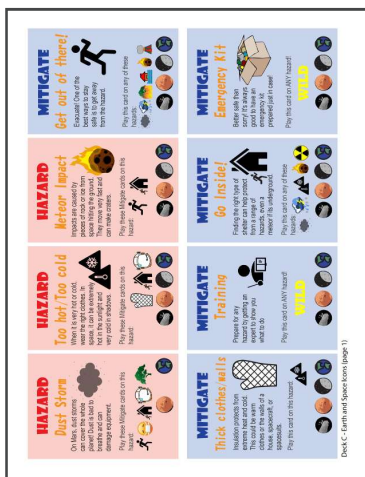 HAZARD
Dust Storm
On Mars, dust storms
can cover the whole
planet! Dust is bad to
breathe and can
damage equipment.
Play these Mitigate cards on this
hazard:
HAZARD
Too hot/Too cold
When it is very hot or cold,
wear the right clothes. In
space, it can be extremely
hot in the sunlight and
very cold in shadows.
Play these Mitigate cards on this
hazard:
HAZARD
Meteor Impact
Impacts are caused by
pieces of rock or ice from
space hitting the ground.
They move very fast and
can make craters.
Play these Mitigate cards on this
hazard:
MITIGATE
Get out of there!
Evacuate! One of the
best ways to stay
safe is to get away
from the hazard.
Play this card on any of these
hazards:
MITIGATE
Thick clothes/walls
Insulation protects from
extreme heat and cold.
This could be warm
clothes or the walls of a
house, spacecraft, or
spacesuits.
Play this card on this hazard:
MITIGATE
Training
Prepare for any
hazard by getting an
expert to show you
what to do
Play this card on ANY hazard!
WILD
MITIGATE
Go Inside!
Finding the right type of
shelter can help protect
from a range of
hazards, even a
meteor if its underground.
Play this card on any of these
hazards:
MITIGATE
Emergency Kit
Better safe than
sorry! It's always
good to have an
emergency kit
prepared just in case!
Play this card on ANY hazard!
WILD
Deck C - Earth and Space Icons (page 1)